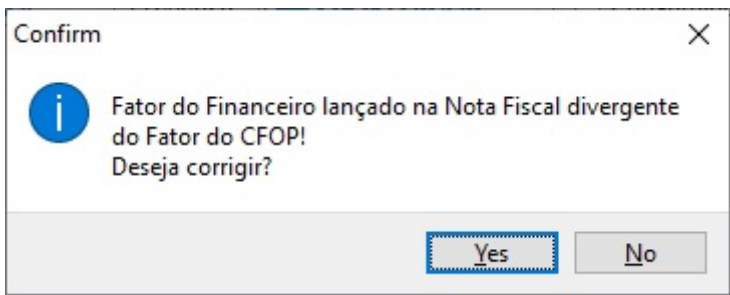 Confirm
Fator do Financeiro lançado na Nota Fiscal divergente
do Fator do CFOP!
Deseja corrigir?
Yes
No